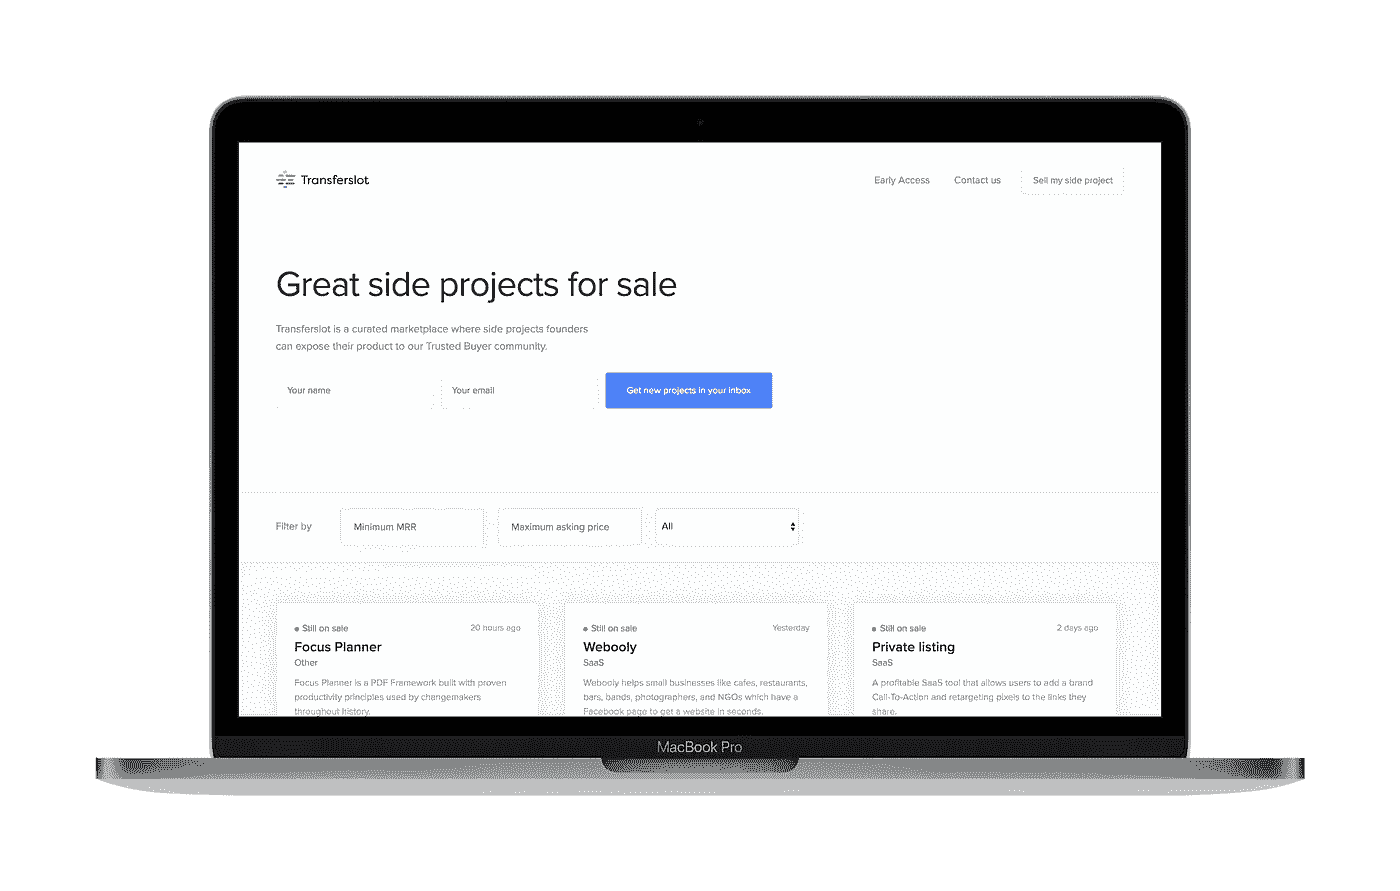 Transferslot
Early Access
Contact us
Sell my side project
Great side projects for sale
Transferslot is a curated marketplace where side projects founders
can expose their product to our Trusted Buyer community.
Your name
Your email
Get new projects in your inbox
Filter by
Minimum MRR
Maximum asking price
All
Still on sale
20 hours ago
Focus Planner
Other
Focus Planner is a PDF Framework built with proven
productivity principles used by changemakers
throughout history.
Still on sale
Yesterday
Webooly
SaaS
Webooly helps small businesses like cafes, restaurants,
bars, bands, photographers, and NGOs which have a
Facebook page to get a website in seconds.
Still on sale
2 days ago
Private listing
SaaS
A profitable SaaS tool that allows users to add a brand
Call-To-Action and retargeting pixels to the links they
share.
MacBook Pro